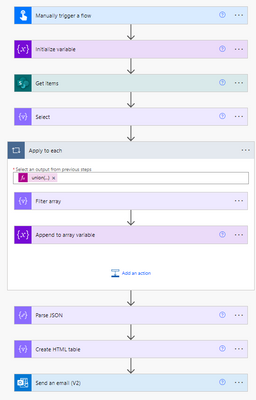 Manually trigger a flow
Initialize variable
Get items
Select
Apply to each
* Select an output from previous steps
union(...) ×
Filter array
Append to array variable
Add an action
Parse JSON
Create HTML table
Send an email (V2)